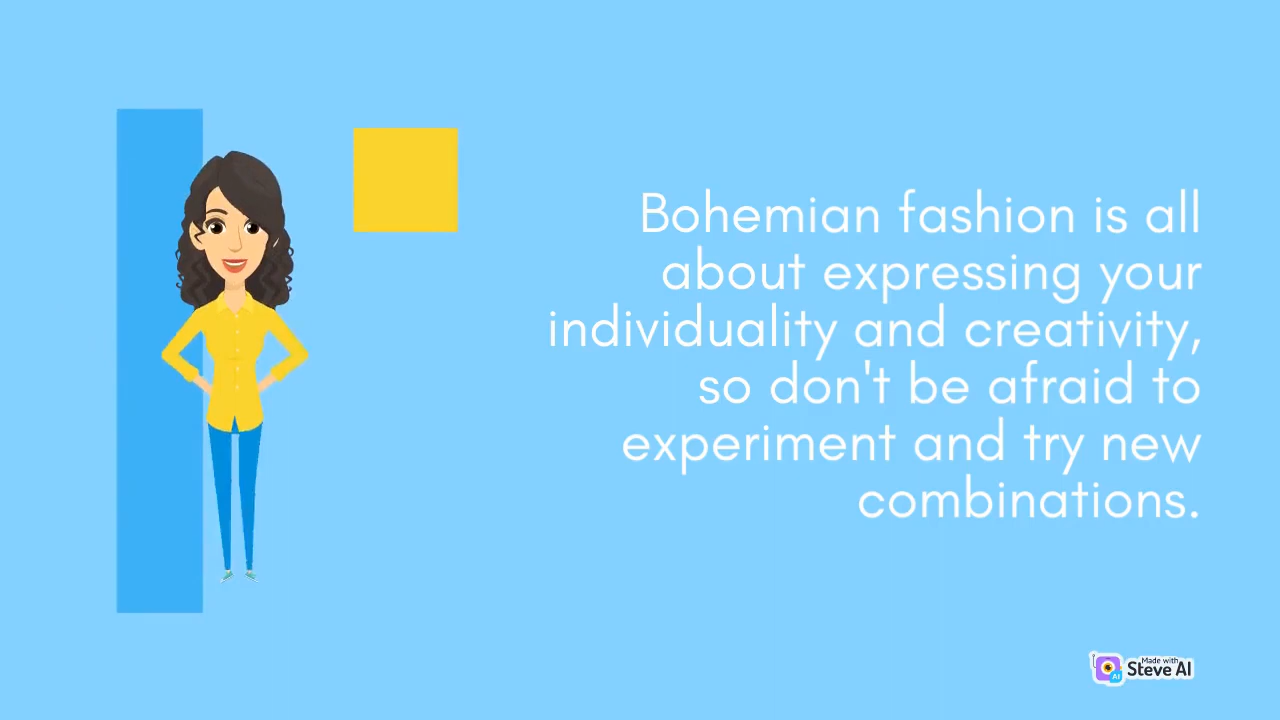 Bohemian fashion is all
about expressing your
individuality and creativity,
so don't be afraid to
experiment and try new
combinations.
Made with
Steve AI
AI